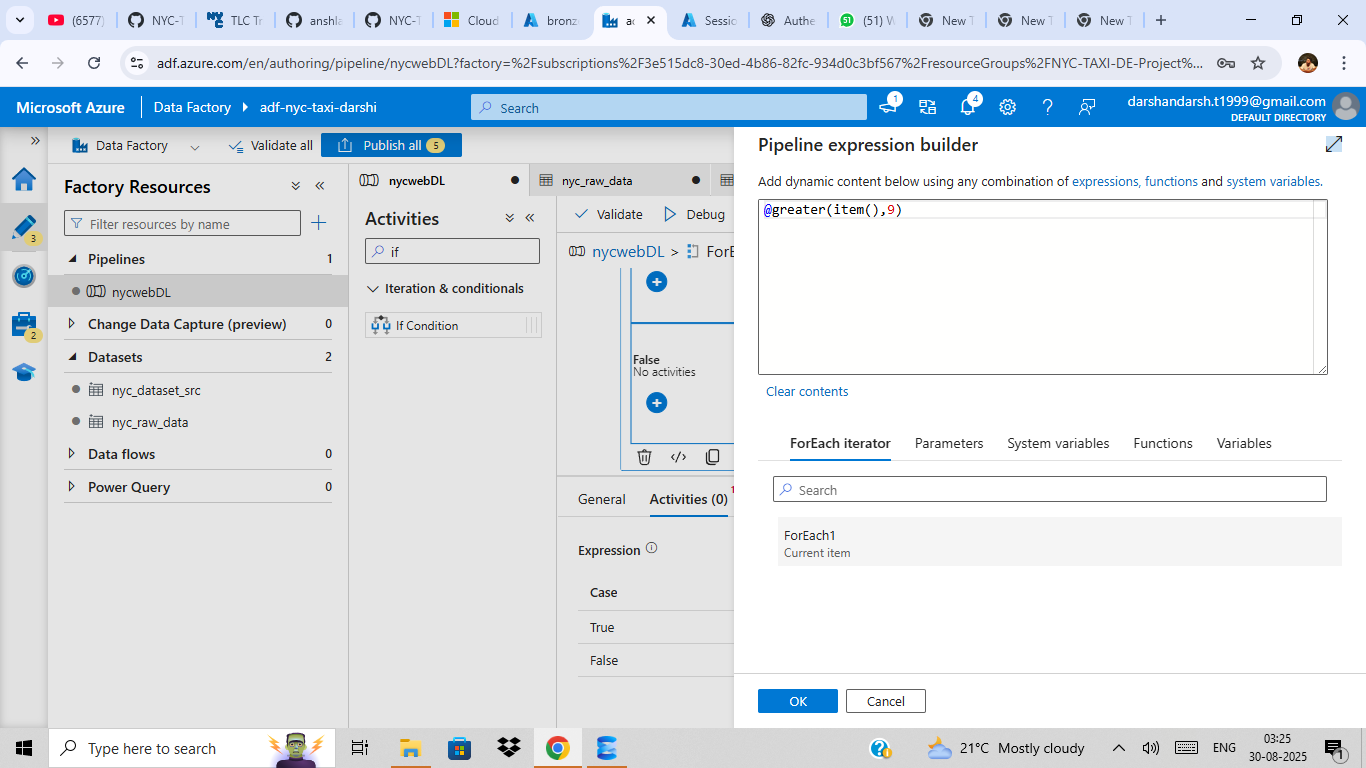 (6577)
NYC-T
TLC Tr
anshla
NYC-T
Cloud
bronz
ad
Sessio
Authe
(51) W
New T
New T
New T
adf.azure.com/en/authoring/pipeline/nycwebDL?factory=%2Fsubscriptions%2F3e515dc8-30ed-4b86-82fc-934d0c3bf567%2FresourceGroups%2FNYC-TAXI-DE-Project%...
Microsoft Azure
Data Factory
adf-nyc-taxi-darshi
Search
1
4
darshandarsh.t1999@gmail.com
DEFAULT DIRECTORY
Data Factory
Validate all
Publish all 5
3
2
Factory Resources
Filter resources by name
Pipelines 1
nycwebDL
Change Data Capture (preview) 0
Datasets 2
nyc_dataset_src
nyc_raw_data
Data flows 0
Power Query 0
nycwebDL
nyc_raw_data
Activities
if
Iteration & conditionals
If Condition
Validate
Debug
nycwebDL > ForE
False
No activities
General
Activities (0)
1
Expression
Case
True
False
Pipeline expression builder
Add dynamic content below using any combination of expressions, functions and system variables.
@greater(item(),9)
Clear contents
ForEach iterator
Parameters
System variables
Functions
Variables
Search
ForEach1
Current item
OK
Cancel
Type here to search
21°C Mostly cloudy
ENG
03:25
30-08-2025
1